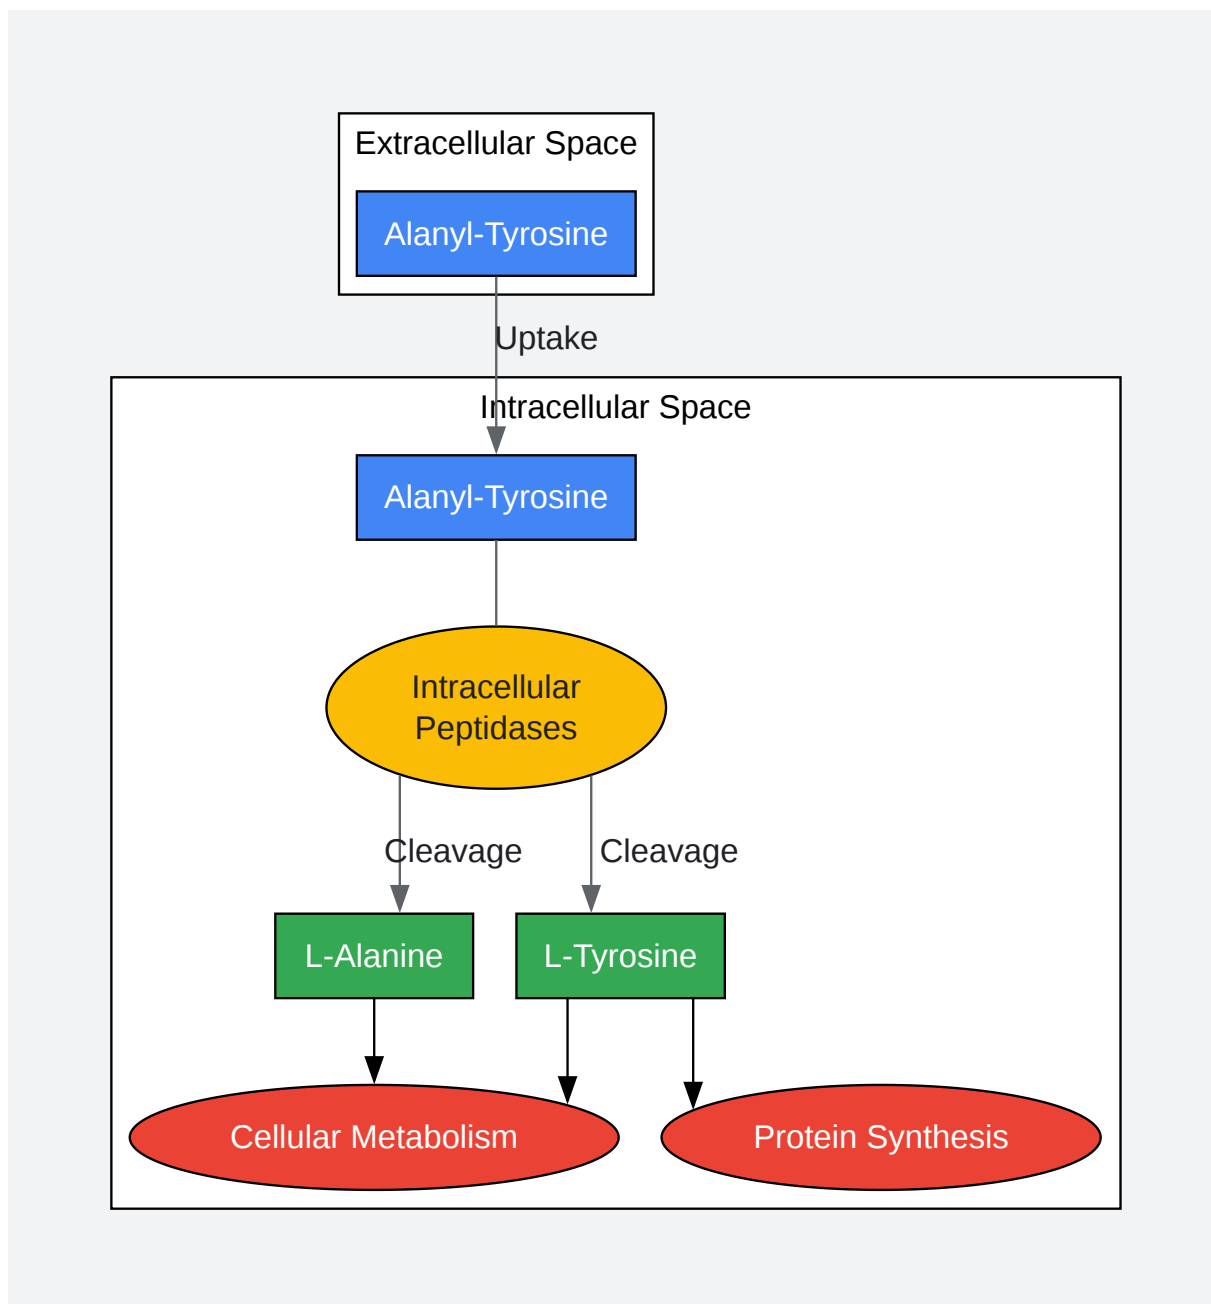 Extracellular Space
Alanyl-Tyrosine
Uptake
Intracellular Space
Alanyl-Tyrosine
Intracellular
Peptidases
Cleavage
Cleavage
L-Alanine
L-Tyrosine
Cellular Metabolism
Protein Synthesis